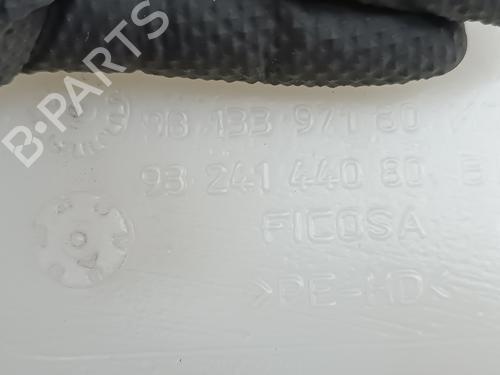 B-PARTS
98 133 971 80
98 241 440 80
FICOSA
>PE-HD<